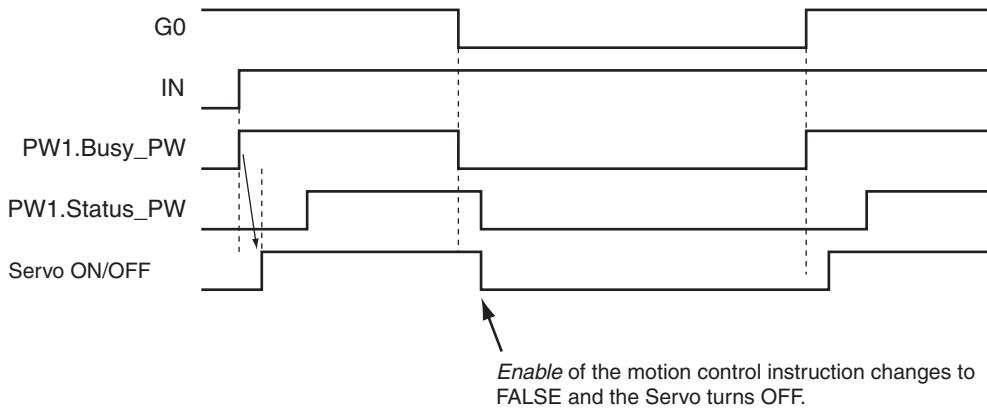 G0
IN
PW1.Busy_PW
PW1.Status_PW
Servo ON/OFF
Enable of the motion control instruction changes to
FALSE and the Servo turns OFF.